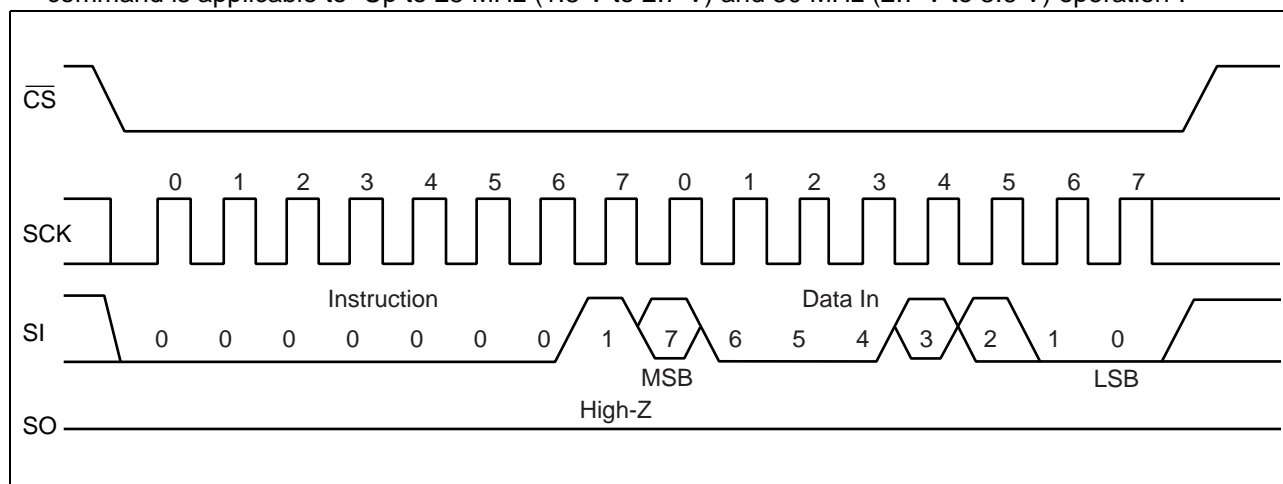 command is applicable to “Up to 25 MHz (1.8 V to 2.7 V) and 30 MHz (2.7 V to 3.6 V) operation”.
CS
0 1 2 3 4 5 6 7 0 1 2 3 4 5 6 7
SCK
Instruction Data In
SI
0 0 0 0 0 0 0 1 7 6 5 4 3 2 1 0
MSB LSB
High-Z
SO